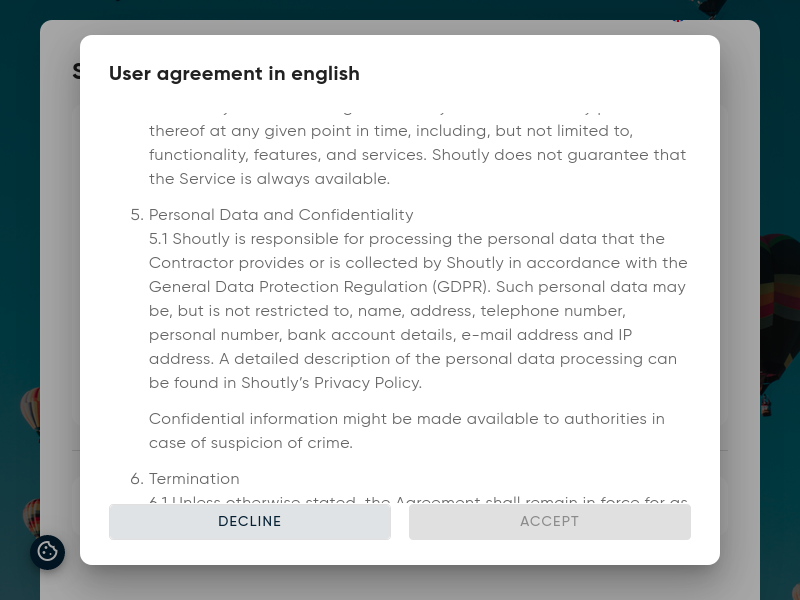 User agreement in english
thereof at any given point in time, including, but not limited to,
functionality, features, and services. Shoutly does not guarantee that
the Service is always available.
5. Personal Data and Confidentiality
5.1 Shoutly is responsible for processing the personal data that the
Contractor provides or is collected by Shoutly in accordance with the
General Data Protection Regulation (GDPR). Such personal data may
be, but is not restricted to, name, address, telephone number,
personal number, bank account details, e-mail address and IP
address. A detailed description of the personal data processing can
be found in Shoutly’s Privacy Policy.
Confidential information might be made available to authorities in
case of suspicion of crime.
6. Termination
6.1 Unless otherwise stated, the Agreement shall remain in force for as
DECLINE
ACCEPT